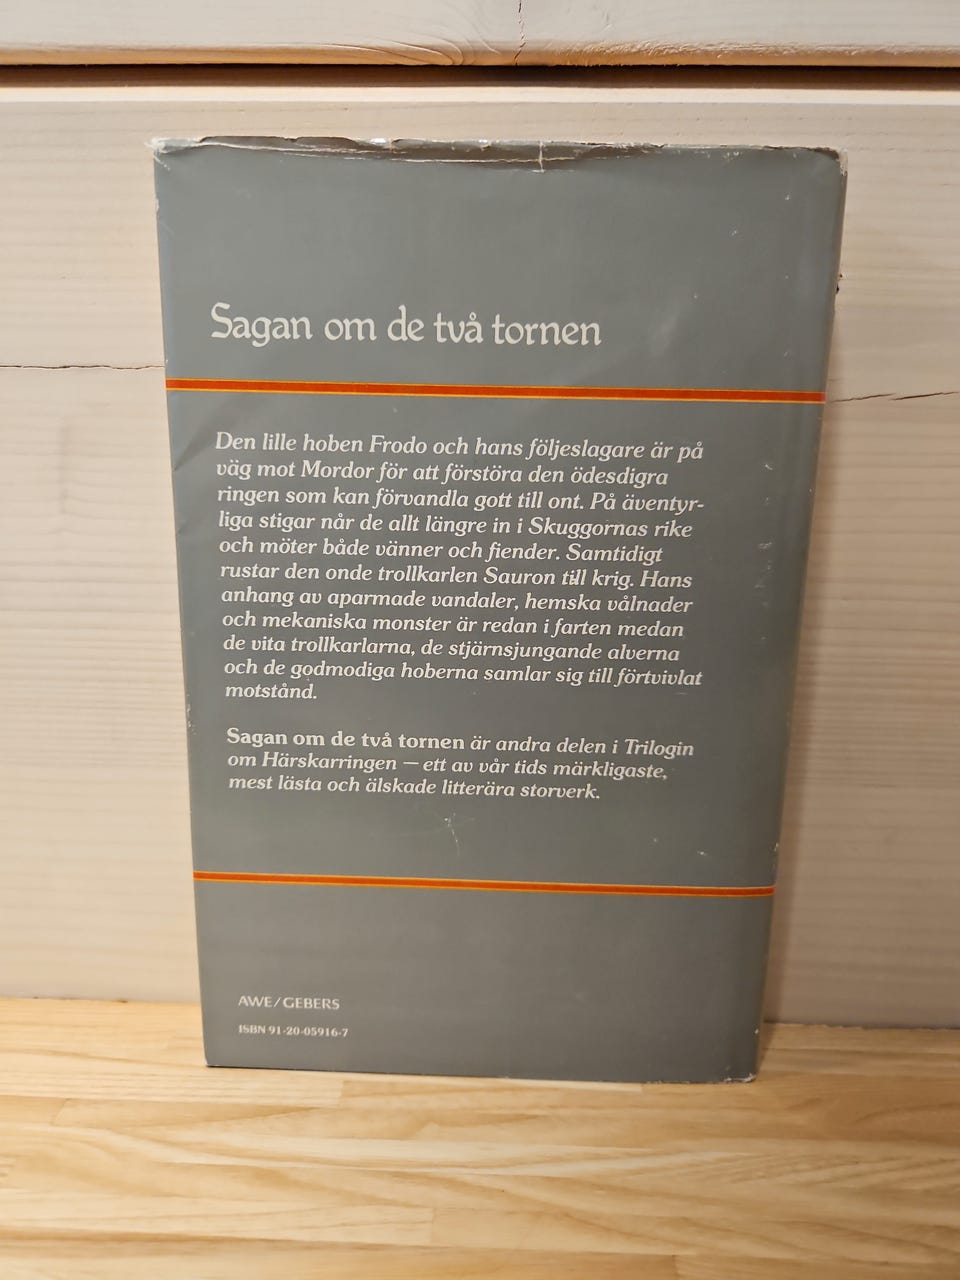 Sagan om de två tornen
Den lille hoben Frodo och hans följeslagare är på
väg mot Mordor för att förstöra den ödesdigra
ringen som kan förvandla gott till ont. På äventyr-
liga stigar når de allt längre in i Skuggornas rike
och möter både vänner och fiender. Samtidigt
rustar den onde trollkarlen Sauron till krig. Hans
anhang av aparmade vandaler, hemska vålnader
och mekaniska monster är redan i farten medan
de vita trollkarlarna, de stjärnsjungande alverna
och de godmodiga hoberna samlar sig till förtvivlat
motstånd.
Sagan om de två tornen är andra delen i Trilogin
om Härskarringen — ett av vår tids märkligaste,
mest lästa och älskade litterära storverk.
AWE/GEBERS
ISBN 91-20-05916-7